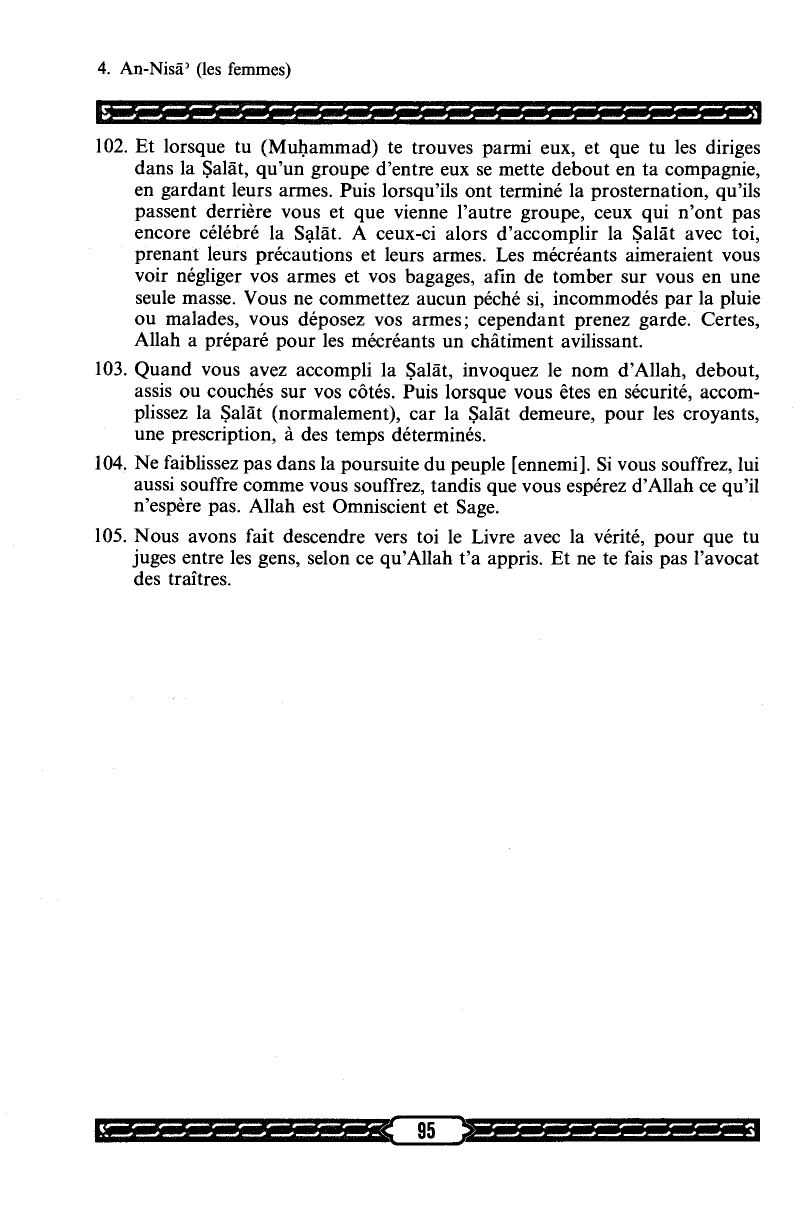 4. An-Nisāʾ (les femmes)
102. Et lorsque tu (Muḥammad) te trouves parmi eux, et que tu les diriges
dans la Ṣalāt, qu’un groupe d’entre eux se mette debout en ta compagnie,
en gardant leurs armes. Puis lorsqu’ils ont terminé la prosternation, qu’ils
passent derrière vous et que vienne l’autre groupe, ceux qui n’ont pas
encore célébré la Ṣalāt. A ceux-ci alors d’accomplir la Ṣalāt avec toi,
prenant leurs précautions et leurs armes. Les mécréants aimeraient vous
voir négliger vos armes et vos bagages, afin de tomber sur vous en une
seule masse. Vous ne commettez aucun péché si, incommodés par la pluie
ou malades, vous déposez vos armes; cependant prenez garde. Certes,
Allah a préparé pour les mécréants un châtiment avilissant.
103. Quand vous avez accompli la Ṣalāt, invoquez le nom d’Allah, debout,
assis ou couchés sur vos côtés. Puis lorsque vous êtes en sécurité, accom-
plissez la Ṣalāt (normalement), car la Ṣalāt demeure, pour les croyants,
une prescription, à des temps déterminés.
104. Ne faiblissez pas dans la poursuite du peuple [ennemi]. Si vous souffrez, lui
aussi souffre comme vous souffrez, tandis que vous espérez d’Allah ce qu’il
n’espère pas. Allah est Omniscient et Sage.
105. Nous avons fait descendre vers toi le Livre avec la vérité, pour que tu
juges entre les gens, selon ce qu’Allah t’a appris. Et ne te fais pas l’avocat
des traîtres.
95